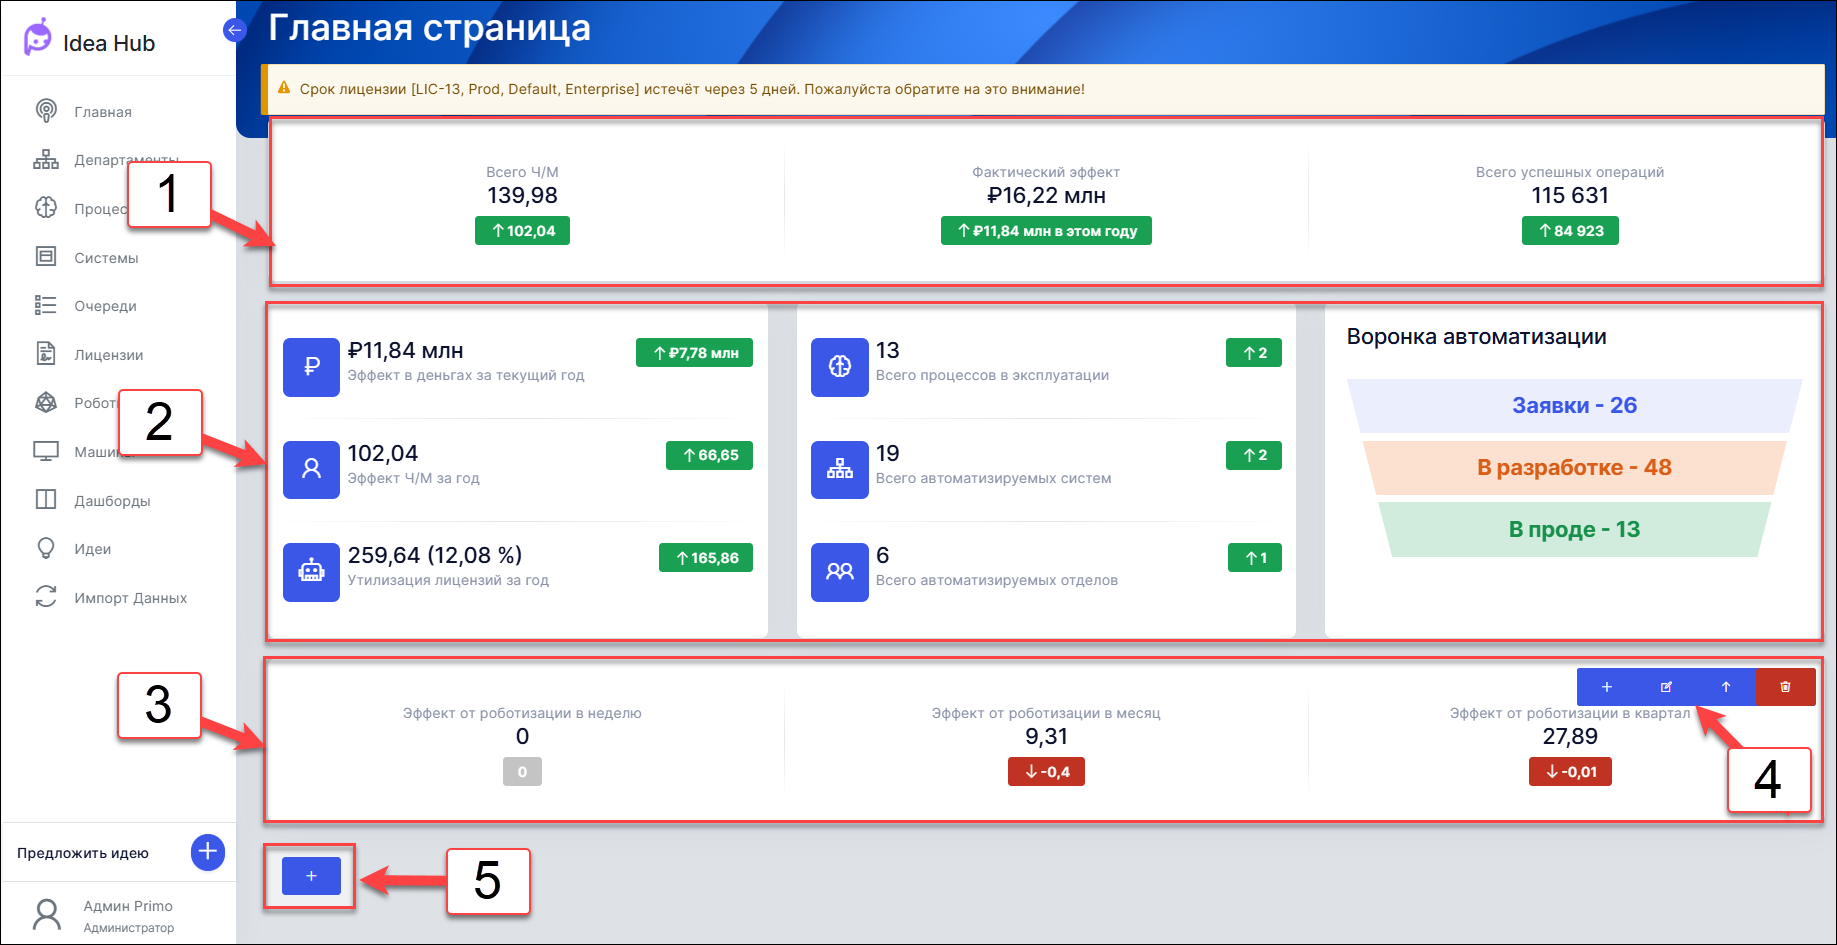 Idea Hub
Главная
Департаменты
Системы
Очереди
Лицензии
Дашборды
Идеи
Импорт Данных
Предложить идею
Админ Primo
Администратор
Главная страница
Срок лицензии [LIC-13, Prod, Default, Enterprise] истечёт через 5 дней. Пожалуйста обратите на это внимание!
1
Всего Ч/М
139,98
↑ 102,04
Фактический эффект
₽16,22 млн
↑ ₽11,84 млн в этом году
Всего успешных операций
115 631
↑ 84 923
2
₽11,84 млн
Эффект в деньгах за текущий год
↑ ₽7,78 млн
102,04
Эффект Ч/М за год
↑ 66,65
259,64 (12,08 %)
Утилизация лицензий за год
↑ 165,86
13
Всего процессов в эксплуатации
↑ 2
19
Всего автоматизируемых систем
↑ 2
6
Всего автоматизируемых отделов
↑ 1
Воронка автоматизации
Заявки - 26
В разработке - 48
В проде - 13
3
Эффект от роботизации в неделю
0
0
Эффект от роботизации в месяц
9,31
↓ -0,4
Эффект от роботизации в квартал
27,89
↓ -0,01
4
5